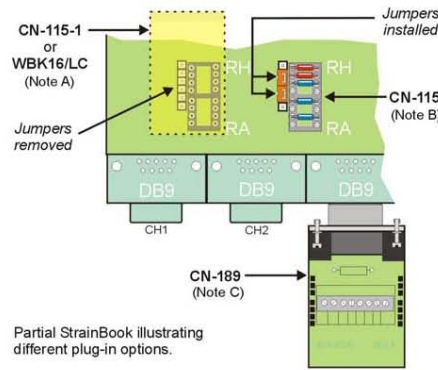 CN-115-1
or
WBK16/LC
(Note A)
Jumpers
removed
Jumpers
installed
RH
RH
CN-115
(Note B)
RA
RA
DB9
DB9
DB9
CH1
CH2
CN-189
(Note C)
Partial StrainBook illustrating
different plug-in options.